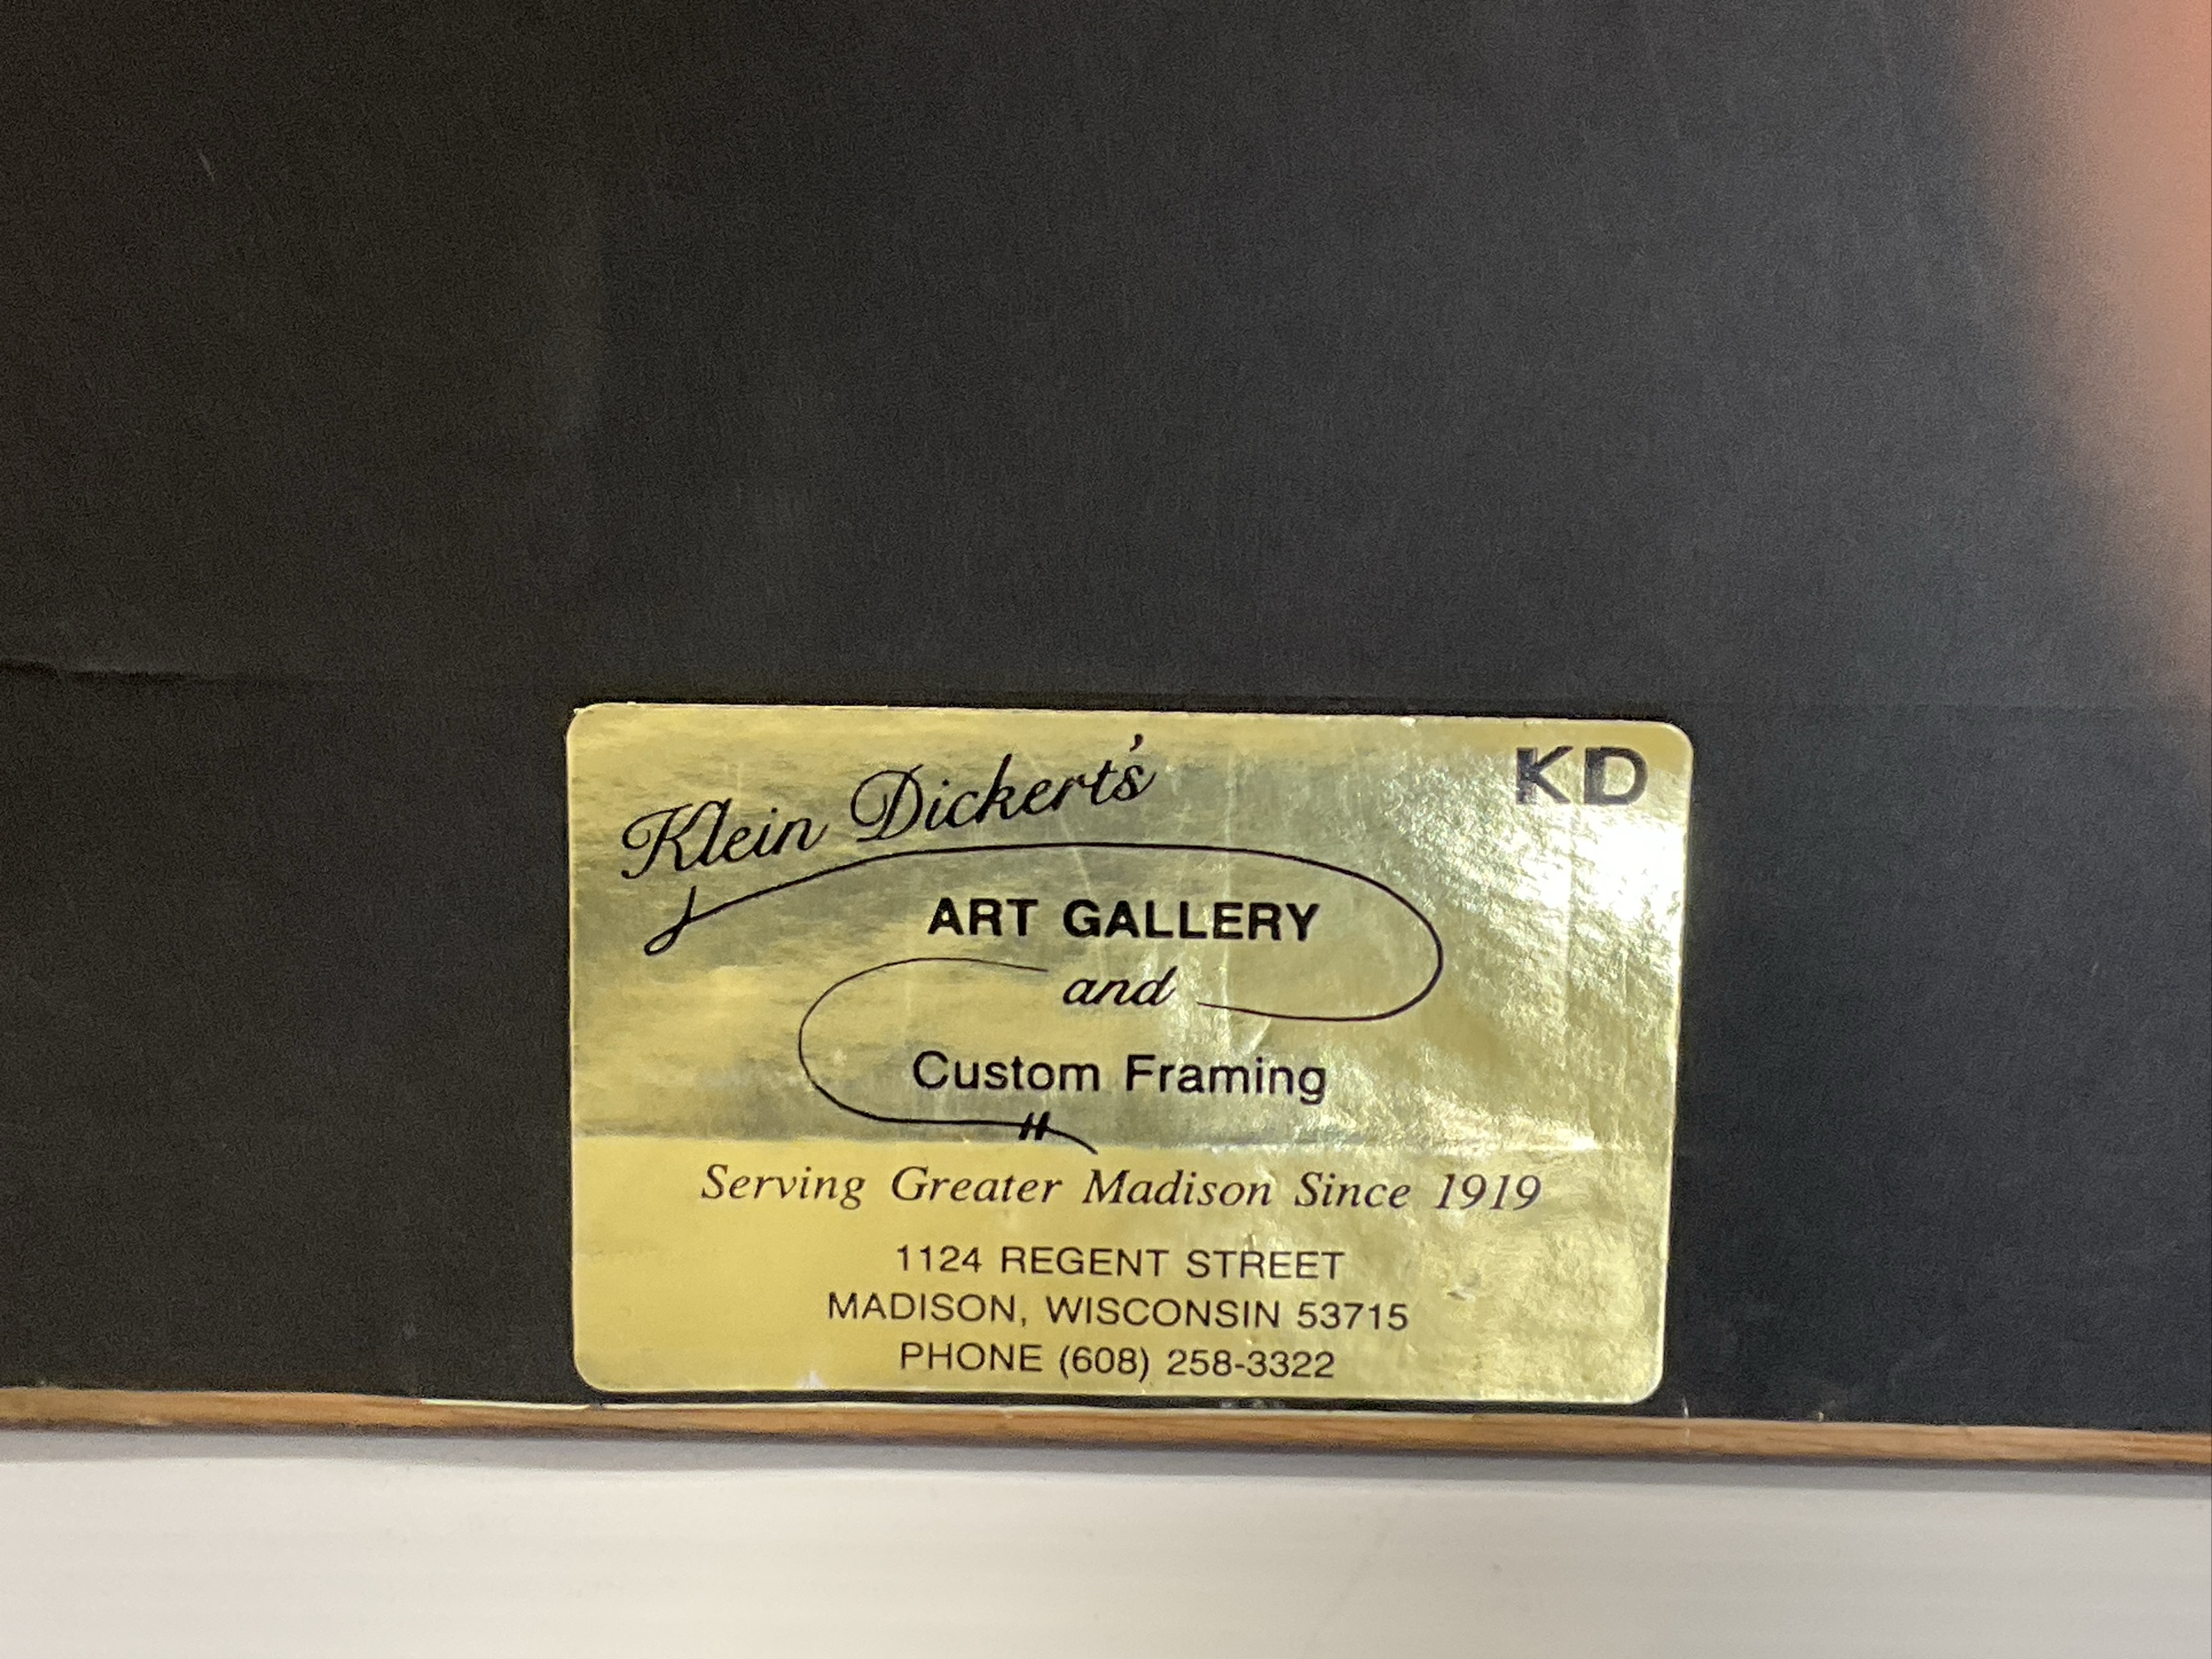 Klein Dickert's
KD
ART GALLERY
and
Custom Framing
Serving Greater Madison Since 1919
1124 REGENT STREET
MADISON, WISCONSIN 53715
PHONE (608) 258-3322